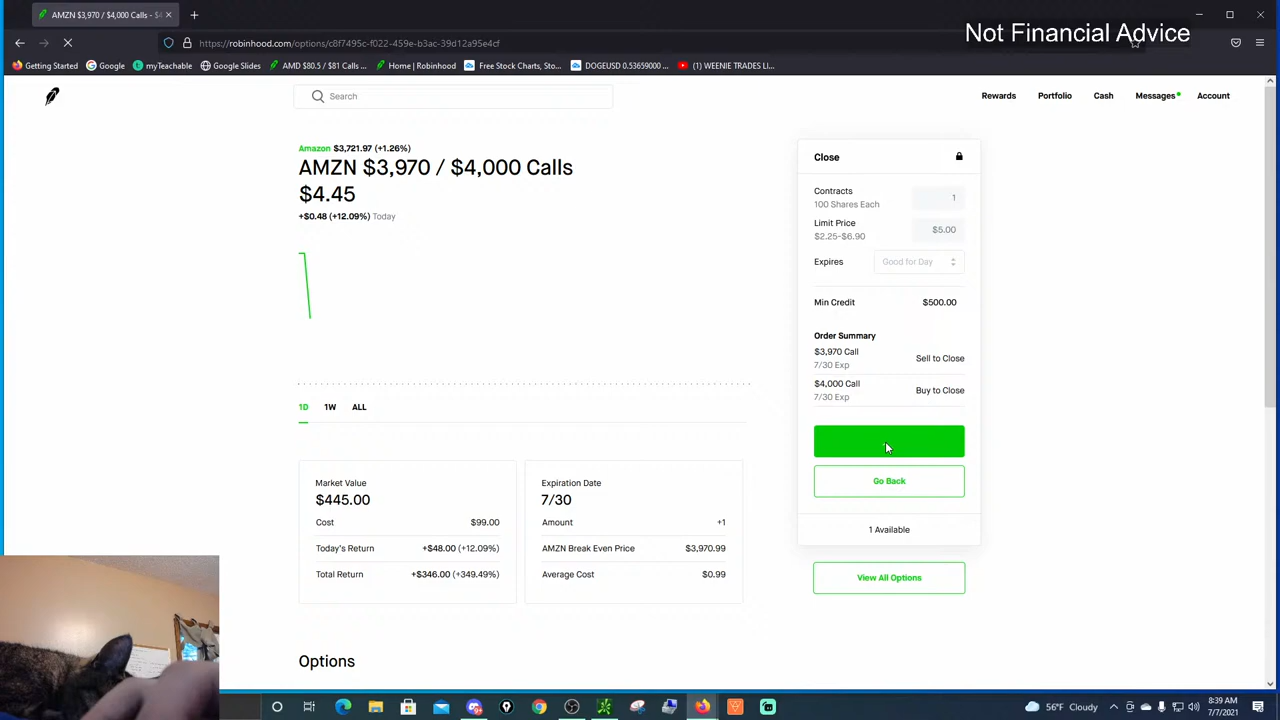 AMZN $3,970 / $4,000 Calls - $4
Not Financial Advice
https://robinhood.com/options/c8f7495c-f022-459e-b3ac-39d12a95e4cf
Getting Started
Google
myTeachable
Google Slides
AMD $80.5 / $81 Calls ...
Home | Robinhood
Free Stock Charts, Sto...
DOGEUSD 0.53659000 ...
(1) WEENIE TRADES LI...
Search
Rewards
Portfolio
Cash
Messages
Account
Amazon $3,721.97 (+1.26%)
AMZN $3,970 / $4,000 Calls
$4.45
+$0.48 (+12.09%) Today
1D
1W
ALL
Market Value
$445.00
Cost $99.00
Today's Return +$48.00 (+12.09%)
Total Return +$346.00 (+349.49%)
Expiration Date
7/30
Amount +1
AMZN Break Even Price $3,970.99
Average Cost $0.99
Options
Close
Contracts 1
100 Shares Each
Limit Price $5.00
$2.25–$6.90
Expires Good for Day
Min Credit $500.00
Order Summary
$3,970 Call Sell to Close
7/30 Exp
$4,000 Call Buy to Close
7/30 Exp
Go Back
1 Available
View All Options
56°F Cloudy
8:39 AM
7/7/2021